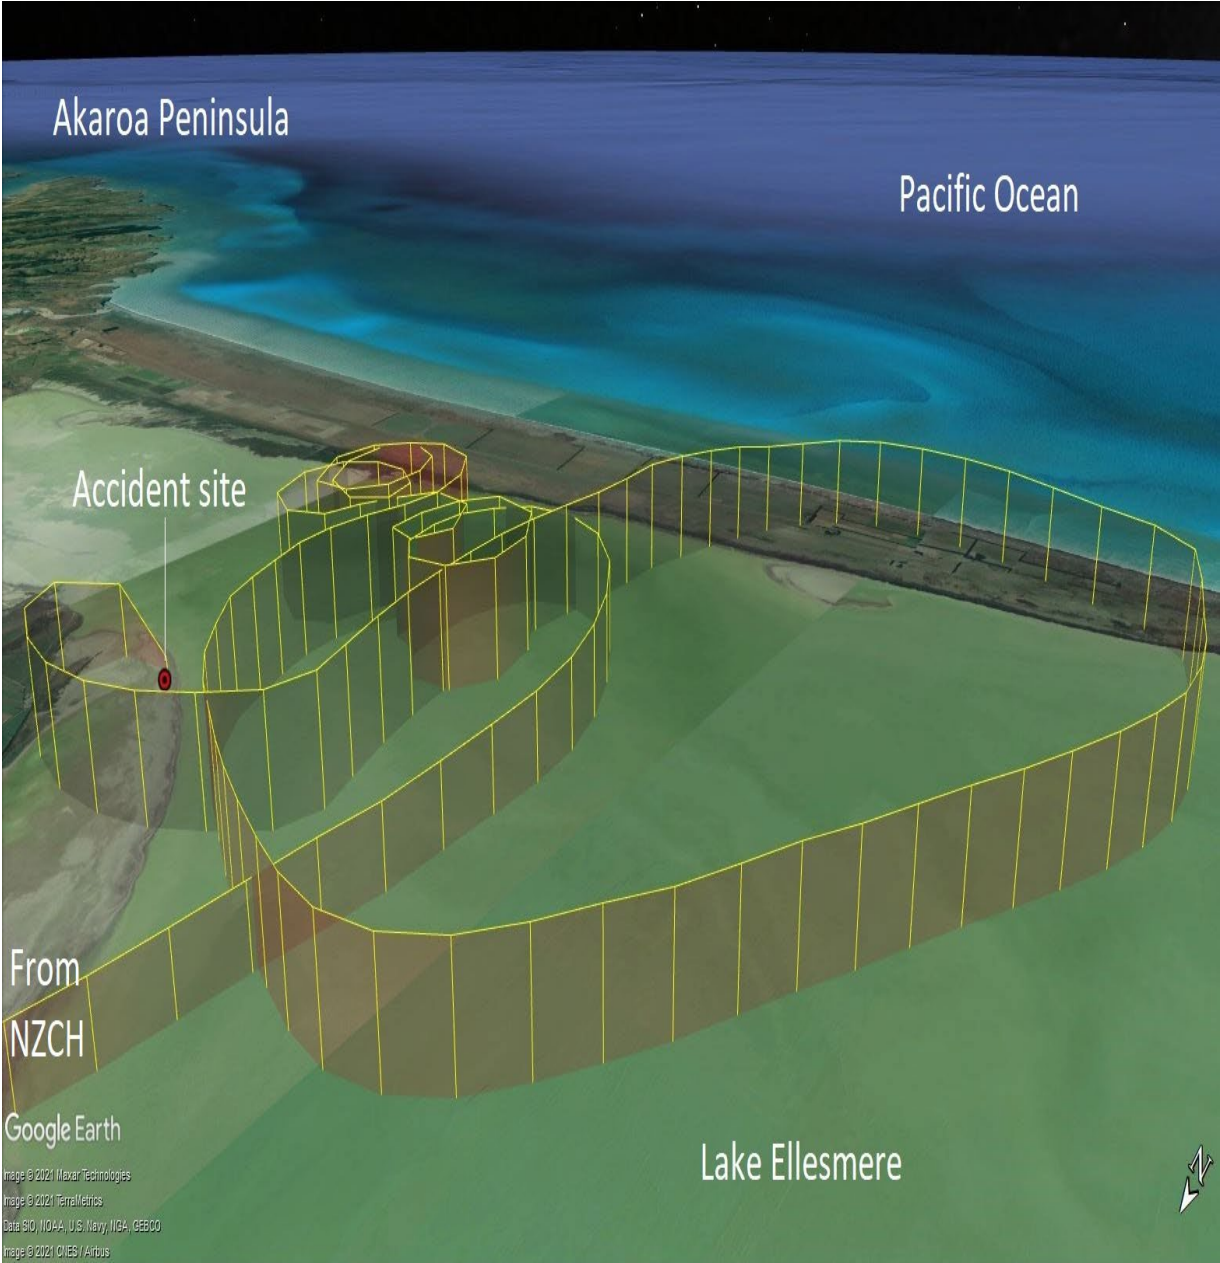 Akaroa Peninsula
Pacific Ocean
Accident site
From
NZCH
Google Earth
Image © 2021 Maxar Technologies
Image © 2021 TerraMetrics
Data SIO, NOAA, U.S. Navy, NGA, GEBCO
Image © 2021 CNES / Airbus
Lake Ellesmere
N